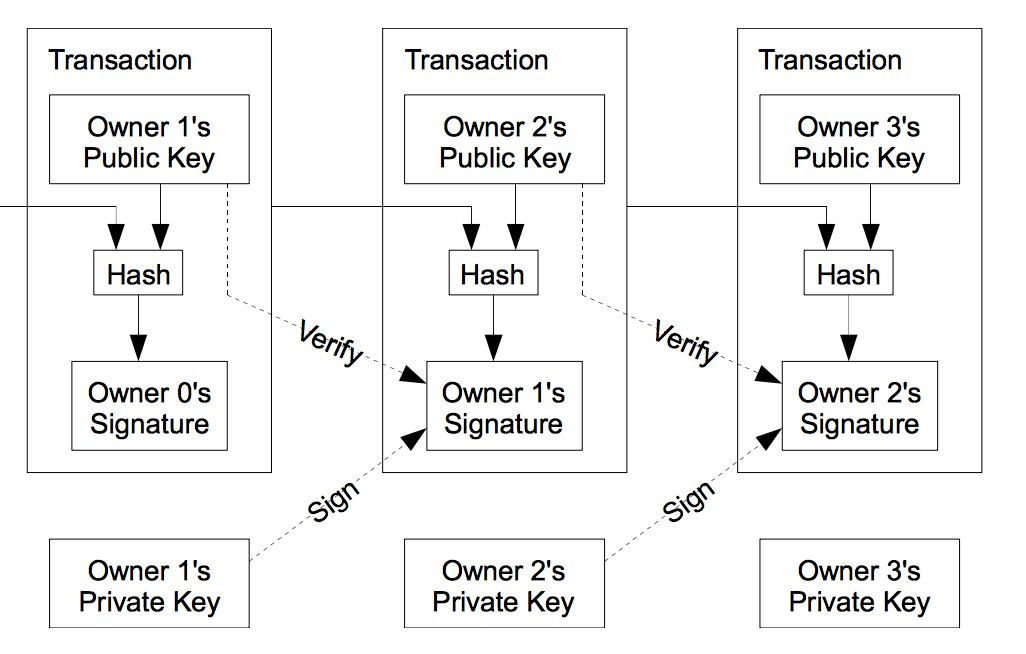 Transaction
Transaction
Transaction
Owner 1's
Public Key
Owner 2's
Public Key
Owner 3's
Public Key
Hash
Hash
Hash
Verify
Verify
Owner 0's
Signature
Owner 1's
Signature
Owner 2's
Signature
Sign
Sign
Owner 1's
Private Key
Owner 2's
Private Key
Owner 3's
Private Key